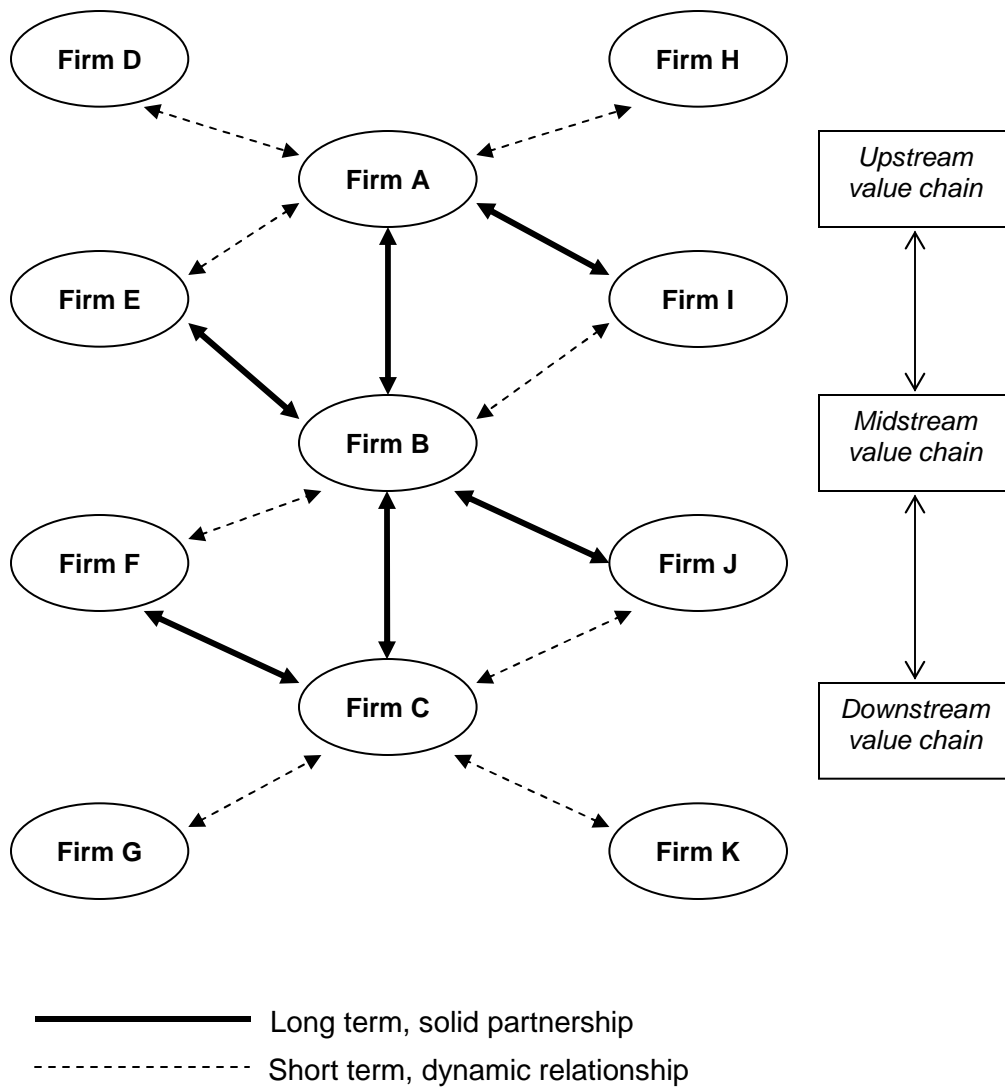 Firm D
Firm H
Firm A
Upstream
value chain
Firm E
Firm I
Firm B
Midstream
value chain
Firm F
Firm J
Firm C
Downstream
value chain
Firm G
Firm K
Long term, solid partnership
Short term, dynamic relationship